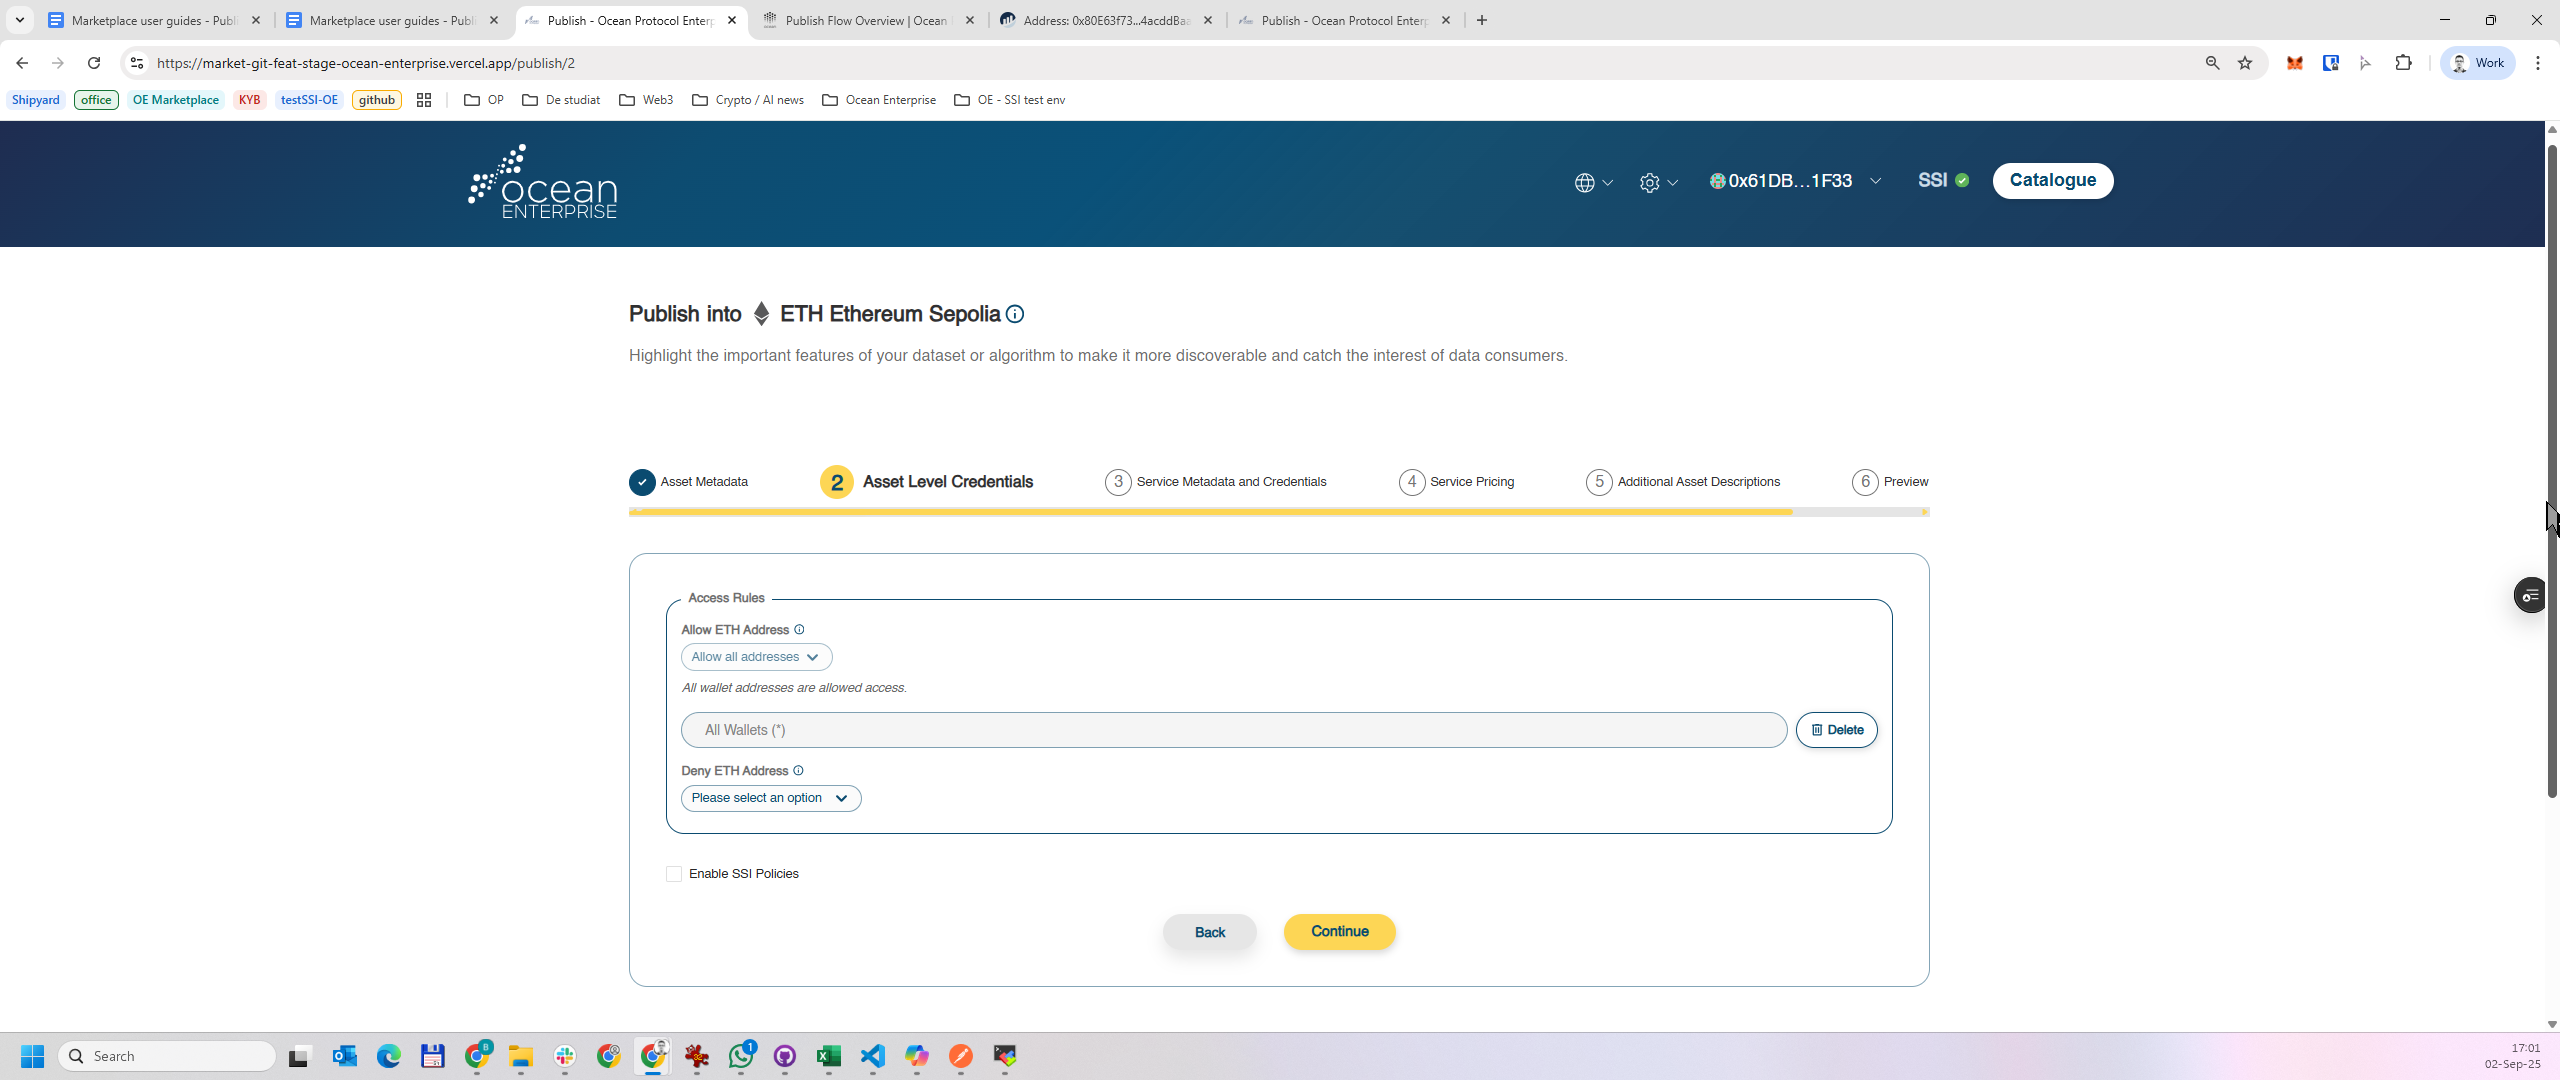 Marketplace user guides - Publ
Marketplace user guides - Publ
Publish - Ocean Protocol Enterp
Publish Flow Overview | Ocean
Address: 0x80E63f73...4acddBaa
Publish - Ocean Protocol Enterp
https://market-git-feat-stage-ocean-enterprise.vercel.app/publish/2
Work
Shipyard
office
OE Marketplace
KYB
testSSI-OE
github
OP
De studiat
Web3
Crypto / AI news
Ocean Enterprise
OE - SSI test env
ocean
ENTERPRISE
0x61DB…1F33
SSI
Catalogue
Publish into ETH Ethereum Sepolia
Highlight the important features of your dataset or algorithm to make it more discoverable and catch the interest of data consumers.
Asset Metadata
2 Asset Level Credentials
3 Service Metadata and Credentials
4 Service Pricing
5 Additional Asset Descriptions
6 Preview
Access Rules
Allow ETH Address
Allow all addresses
All wallet addresses are allowed access.
All Wallets (*)
Delete
Deny ETH Address
Please select an option
Enable SSI Policies
Back
Continue
Search
B
1
17:01
02-Sep-25